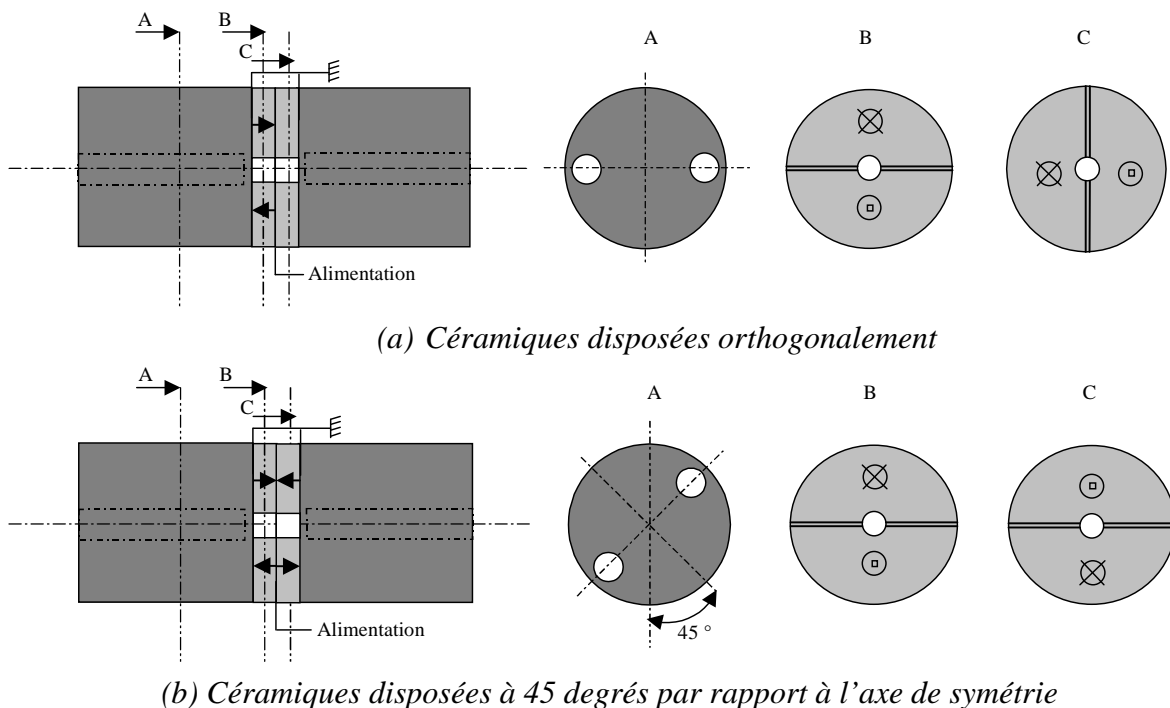 A
B
C
A
B
C
Alimentation
(a) Céramiques disposées orthogonalement
A
B
C
A
B
C
Alimentation
45 °
(b) Céramiques disposées à 45 degrés par rapport à l'axe de symétrie